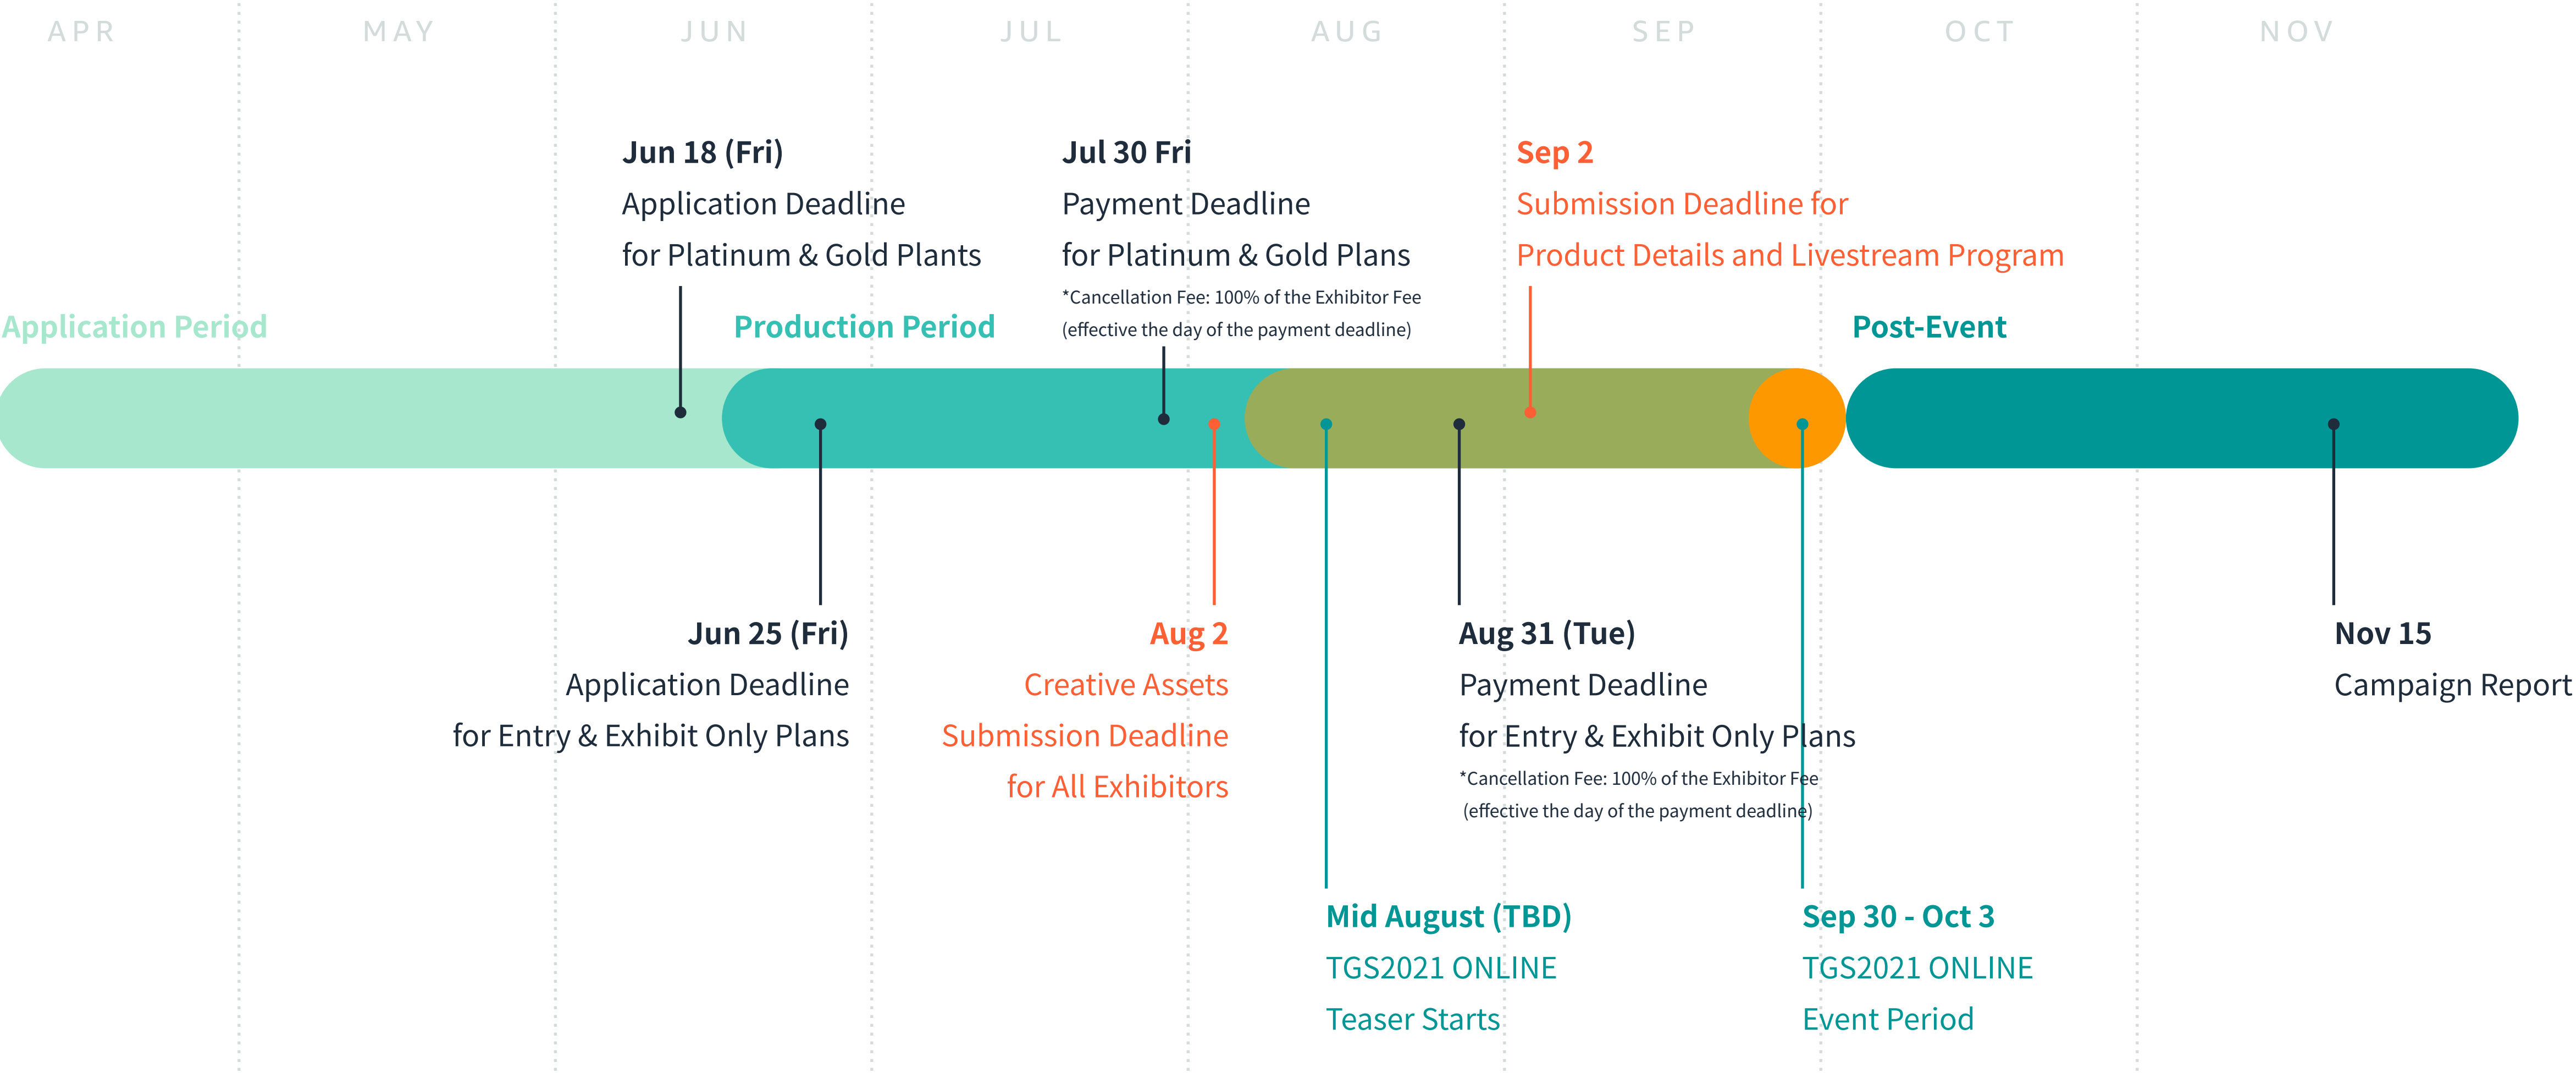 APR MAY JUN JUL AUG SEP OCT NOV
Jun 18 (Fri)
Application Deadline
for Platinum & Gold Plants
Jul 30 Fri
Payment Deadline
for Platinum & Gold Plans
*Cancellation Fee: 100% of the Exhibitor Fee
(effective the day of the payment deadline)
Sep 2
Submission Deadline for
Product Details and Livestream Program
Application Period
Production Period
Post-Event
Jun 25 (Fri)
Application Deadline
for Entry & Exhibit Only Plans
Aug 2
Creative Assets
Submission Deadline
for All Exhibitors
Aug 31 (Tue)
Payment Deadline
for Entry & Exhibit Only Plans
*Cancellation Fee: 100% of the Exhibitor Fee
(effective the day of the payment deadline)
Nov 15
Campaign Report
Mid August (TBD)
TGS2021 ONLINE
Teaser Starts
Sep 30 - Oct 3
TGS2021 ONLINE
Event Period